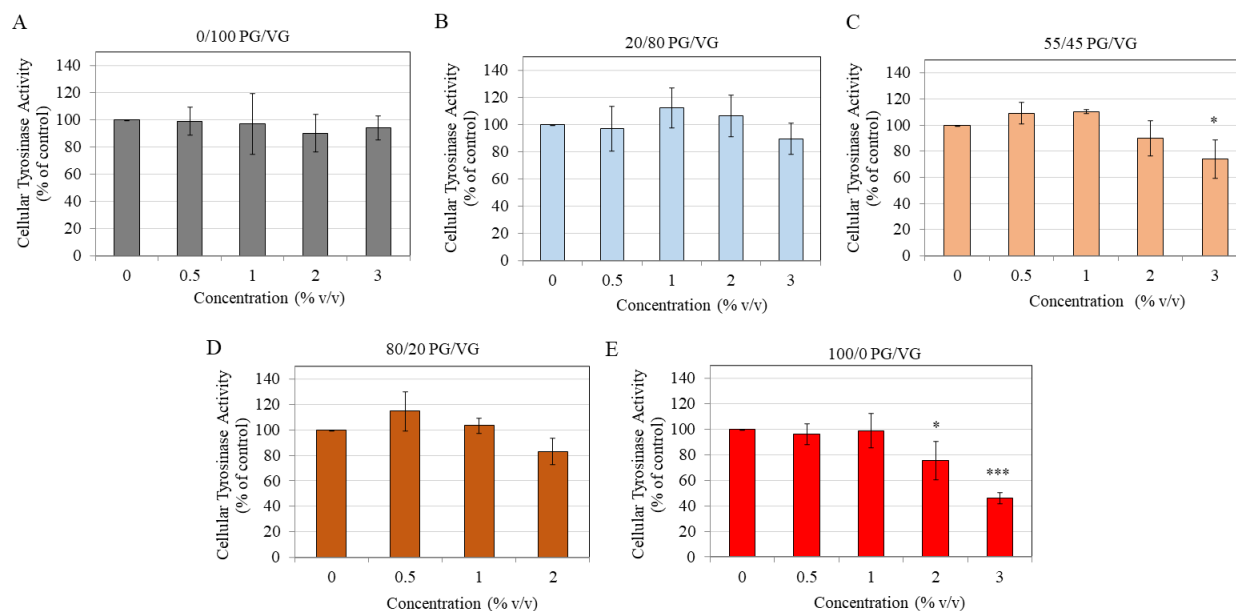 A
0/100 PG/VG
Cellular Tyrosinase Activity
(% of control)
140
120
100
80
60
40
20
0
0 0.5 1 2 3
Concentration (% v/v)
B
20/80 PG/VG
Cellular Tyrosinase Activity
(% of control)
140
120
100
80
60
40
20
0
0 0.5 1 2 3
Concentration (% v/v)
C
55/45 PG/VG
Cellular Tyrosinase Activity
(% of control)
140
120
100
80
60
40
20
0
*
0 0.5 1 2 3
Concentration (% v/v)
D
80/20 PG/VG
Cellular Tyrosinase Activity
(% of control)
140
120
100
80
60
40
20
0
0 0.5 1 2
Concentration (% v/v)
E
100/0 PG/VG
Cellular Tyrosinase Activity
(% of control)
140
120
100
80
60
40
20
0
*
***
0 0.5 1 2 3
Concentration (% v/v)